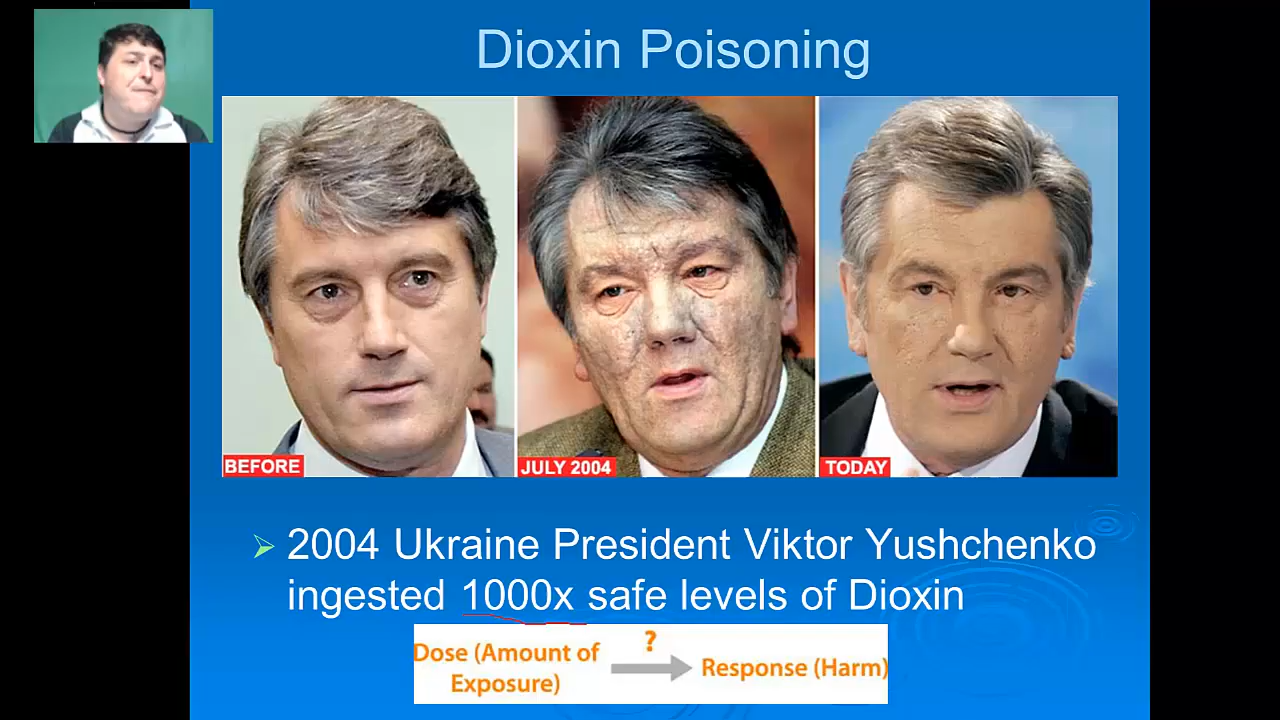 Dioxin Poisoning
BEFORE
JULY 2004
TODAY
2004 Ukraine President Viktor Yushchenko
ingested 1000x safe levels of Dioxin
?
Dose (Amount of
Exposure)
Response (Harm)